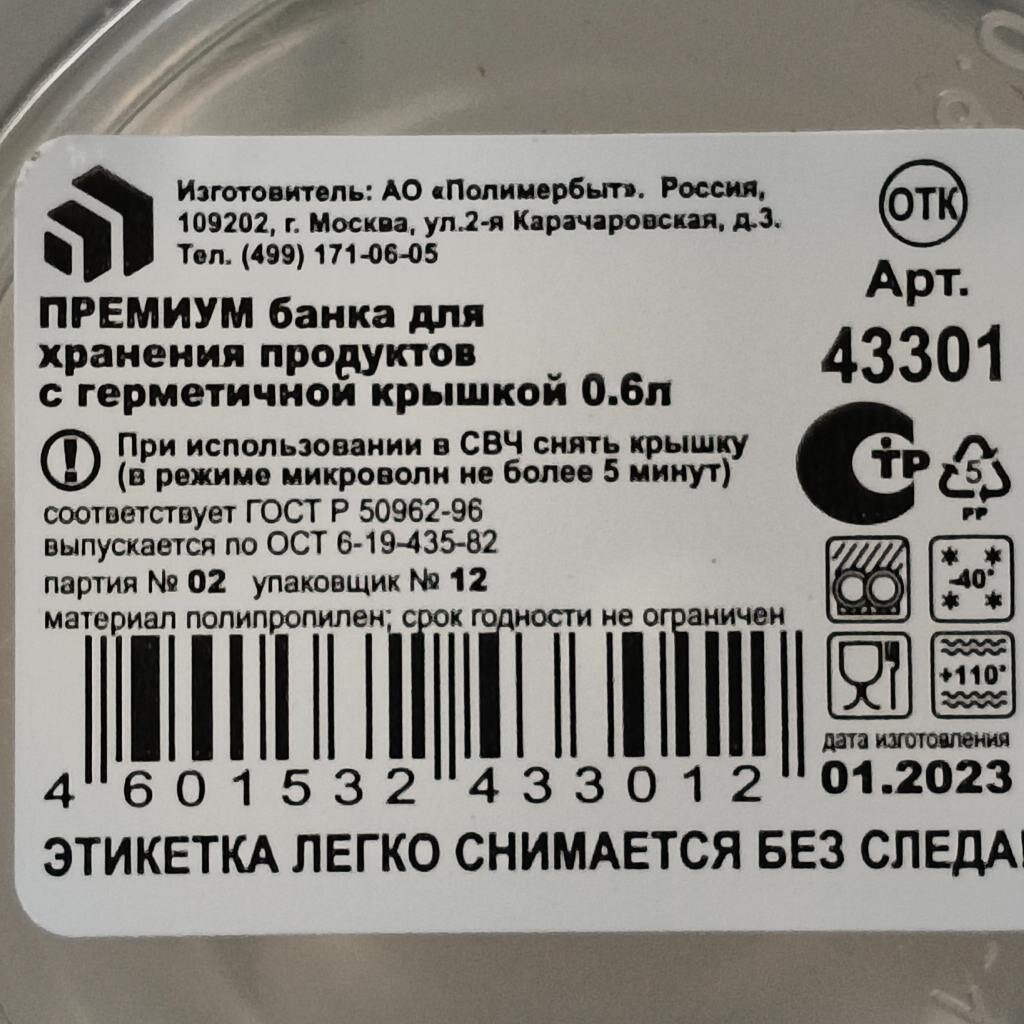 Изготовитель: АО «Полимербыт». Россия,
109202, г. Москва, ул.2-я Карачаровская, д.3.
Тел. (499) 171-06-05
ОТК
Арт.
43301
ПРЕМИУМ банка для
хранения продуктов
с герметичной крышкой 0.6л
При использовании в СВЧ снять крышку
(в режиме микроволн не более 5 минут)
соответствует ГОСТ Р 50962-96
выпускается по ОСТ 6-19-435-82
партия № 02 упаковщик № 12
материал полипропилен; срок годности не ограничен
тР
5
PP
-40°
+110°
дата изготовления
01.2023
4 601532 433012
ЭТИКЕТКА ЛЕГКО СНИМАЕТСЯ БЕЗ СЛЕДА!